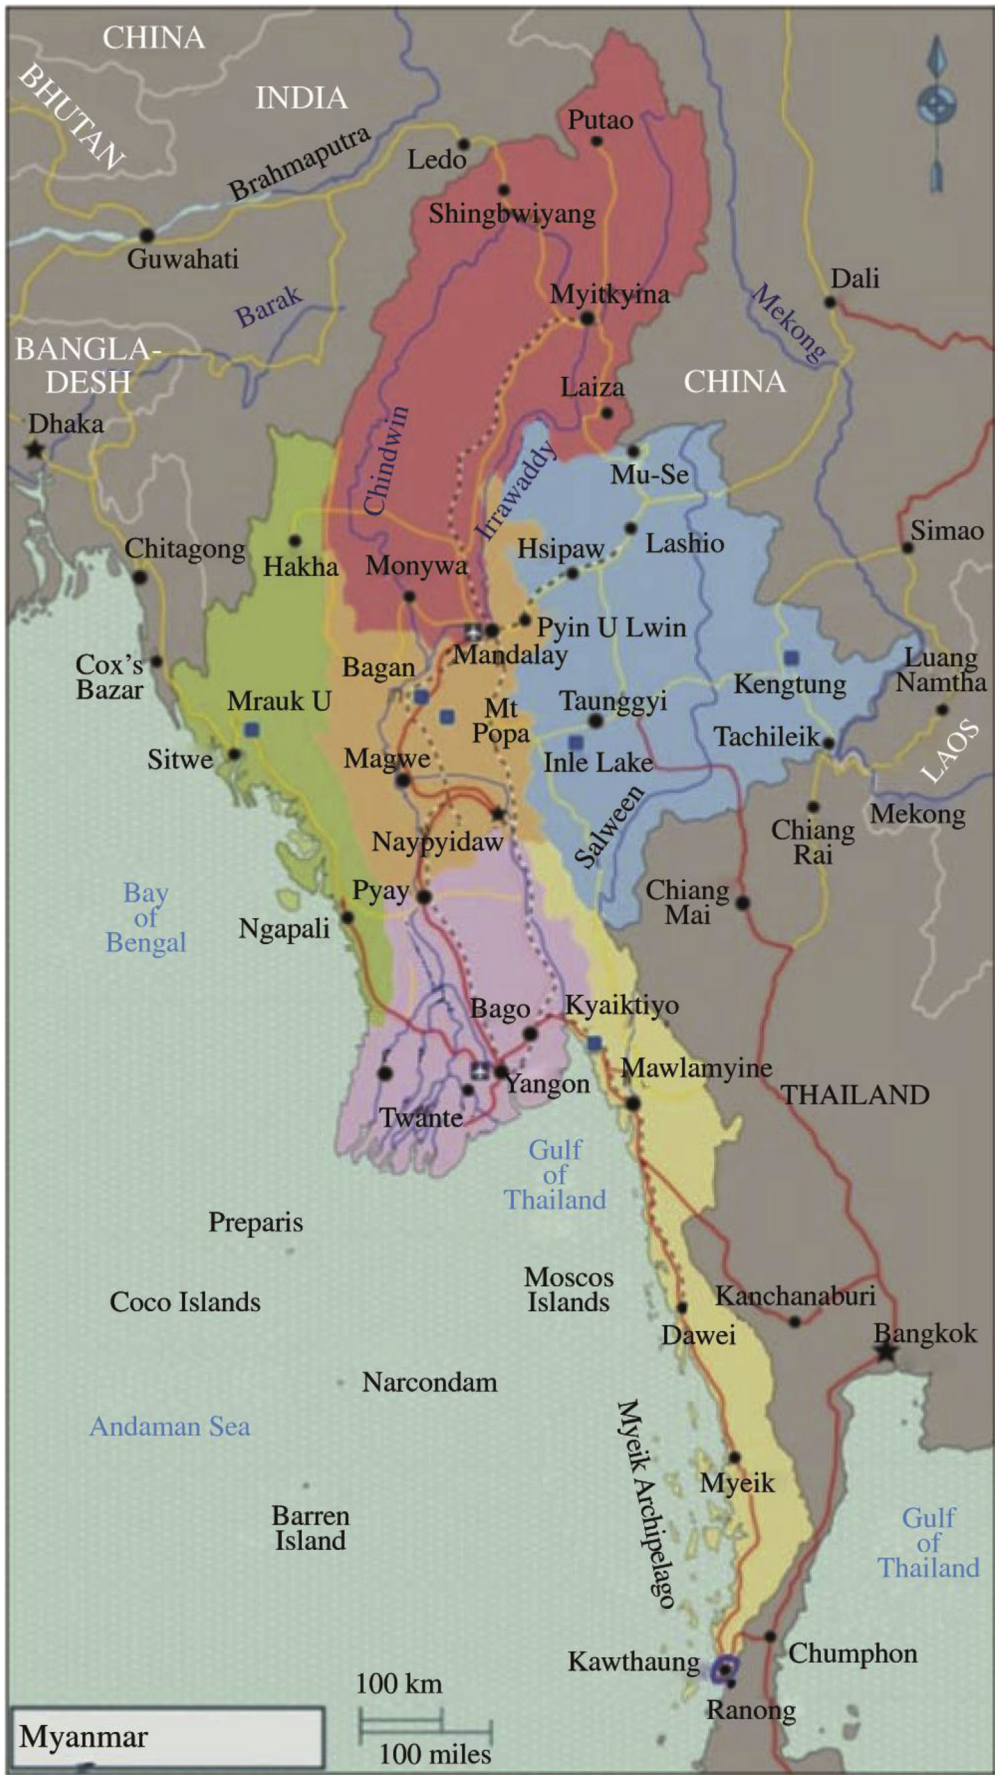 CHINA
BHUTAN
INDIA
Putao
Ledo
Brahmaputra
Shingbwiyang
Guwahati
Dali
Barak
Myitkyina
Mekong
BANGLA-
DESH
Laiza
CHINA
Dhaka
Chindwin
Irrawaddy
Mu-Se
Chitagong
Hakha
Monywa
Hsipaw
Lashio
Simao
Pyin U Lwin
Mandalay
Cox's
Bazar
Bagan
Luang
Namtha
Mrauk U
Mt
Popa
Taunggyi
Kengtung
Sitwe
Magwe
Inle Lake
Tachileik
LAOS
Naypyidaw
Salween
Mekong
Chiang
Rai
Bay
of
Bengal
Pyay
Chiang
Mai
Ngapali
Bago
Kyaiktiyo
Yangon
Mawlamyine
THAILAND
Twante
Gulf
of
Thailand
Preparis
Coco Islands
Moscos
Islands
Kanchanaburi
Dawei
Bangkok
Narcondam
Andaman Sea
Myeik Archipelago
Myeik
Barren
Island
Gulf
of
Thailand
Kawthaung
Chumphon
Ranong
100 km
100 miles
Myanmar